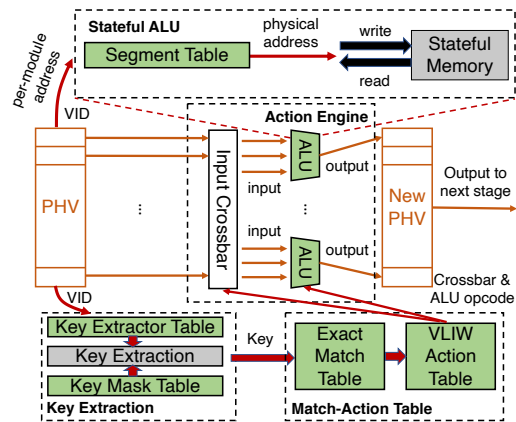 Stateful ALU
per-module
address
VID
Segment Table
physical
address
write
read
Stateful
Memory
Action Engine
PHV
...
Input Crossbar
input
ALU
output
...
input
ALU
output
...
New
PHV
Output to
next stage
VID
Crossbar &
ALU opcode
Key Extractor Table
Key Extraction
Key Mask Table
Key Extraction
Key
Exact
Match
Table
VLIW
Action
Table
Match-Action Table